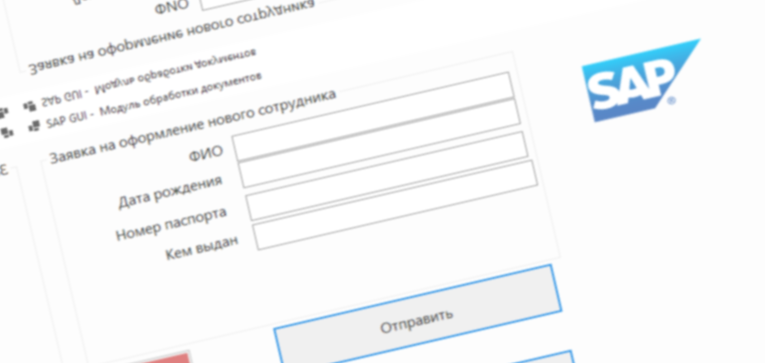 ФИО
Заявка на оформление нового сотрудника
SAP GUI - Модуль обработки документов
SAP GUI - Модуль обработки документов
Заявка на оформление нового сотрудника
ФИО
Дата рождения
Номер паспорта
Кем выдан
Отправить
SAP